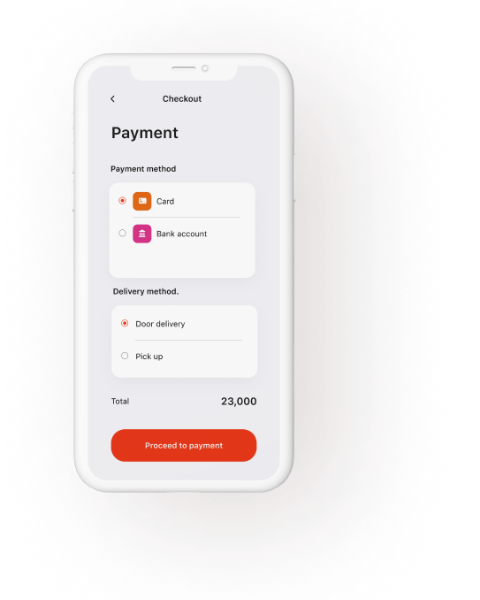 Checkout
Payment
Payment method
Card
Bank account
Delivery method.
Door delivery
Pick up
Total 23,000
Proceed to payment